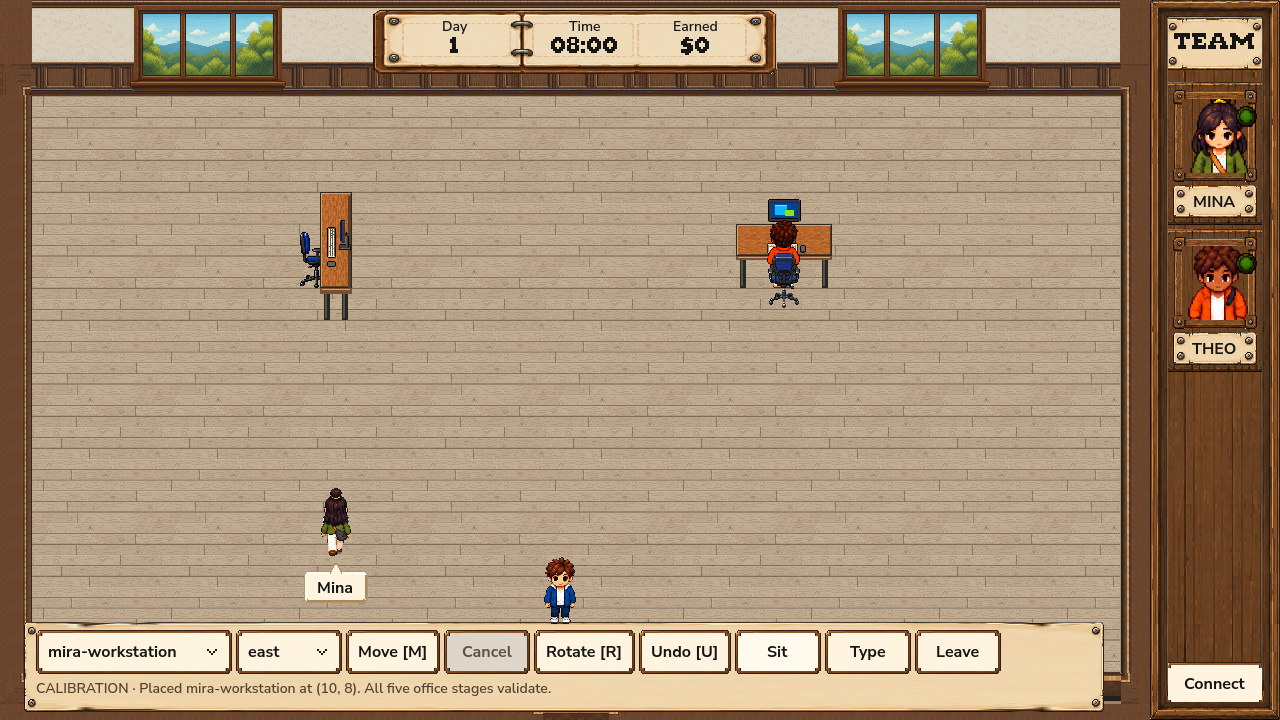 Day
1
Time
08:00
Earned
$0
TEAM
MINA
THEO
Mina
mira-workstation
east
Move [M]
Cancel
Rotate [R]
Undo [U]
Sit
Type
Leave
CALIBRATION · Placed mira-workstation at (10, 8). All five office stages validate.
Connect